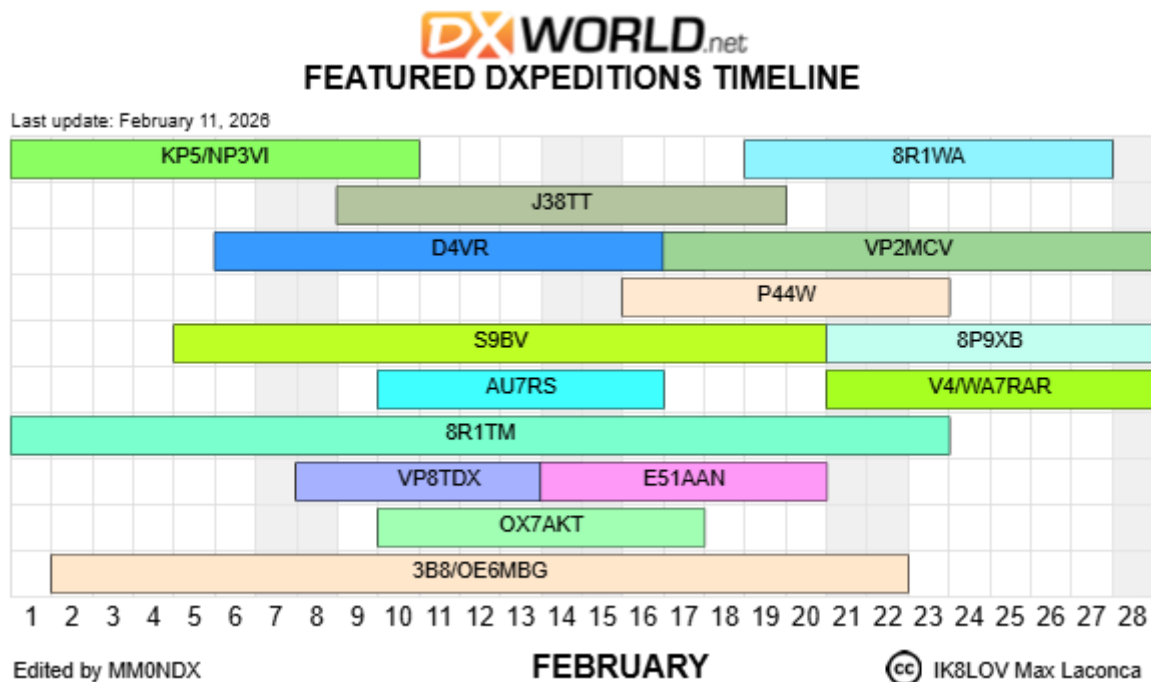 DXWORLD.net
FEATURED DXPEDITIONS TIMELINE
Last update: February 11, 2026
KP5/NP3VI 8R1WA
J38TT
D4VR VP2MCV
P44W
S9BV 8P9XB
AU7RS V4/WA7RAR
8R1TM
VP8TDX E51AAN
OX7AKT
3B8/OE6MBG
1 2 3 4 5 6 7 8 9 10 11 12 13 14 15 16 17 18 19 20 21 22 23 24 25 26 27 28
Edited by MM0NDX FEBRUARY cc IK8LOV Max Laconca